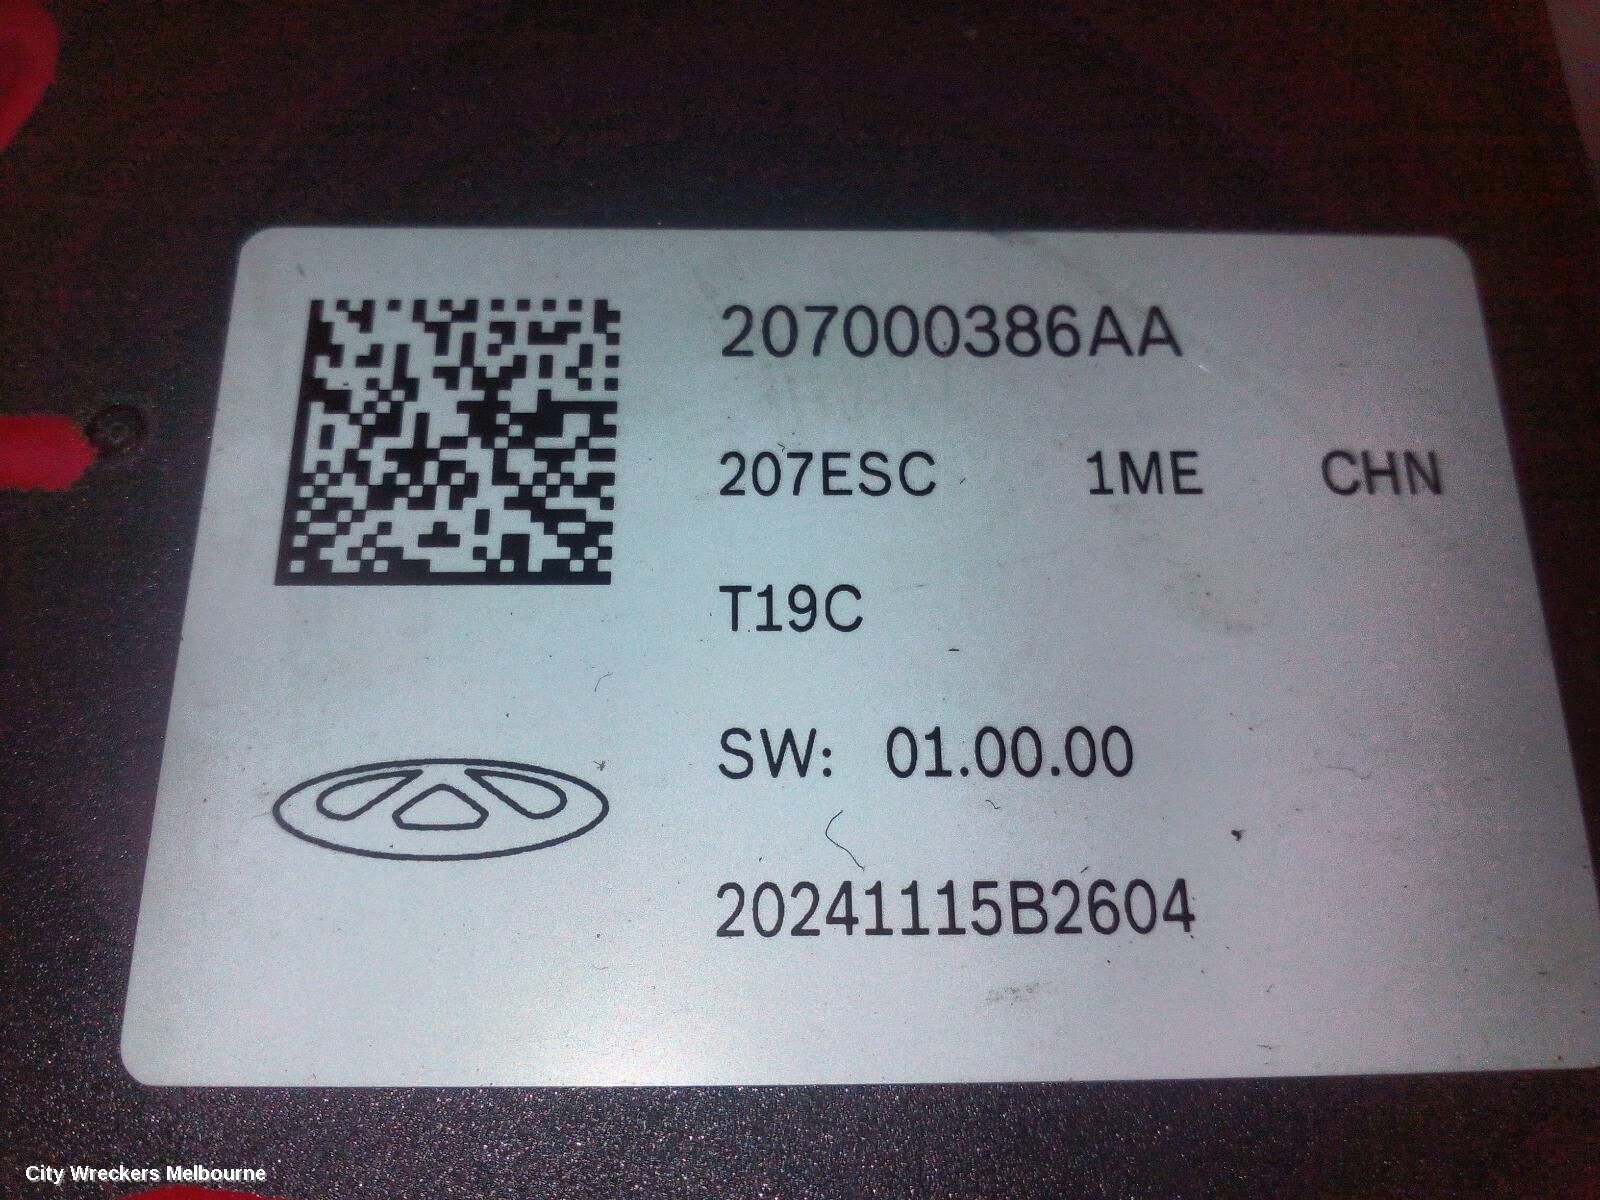 207000386AA
207ESC 1ME CHN
T19C
SW: 01.00.00
20241115B2604
City Wreckers Melbourne